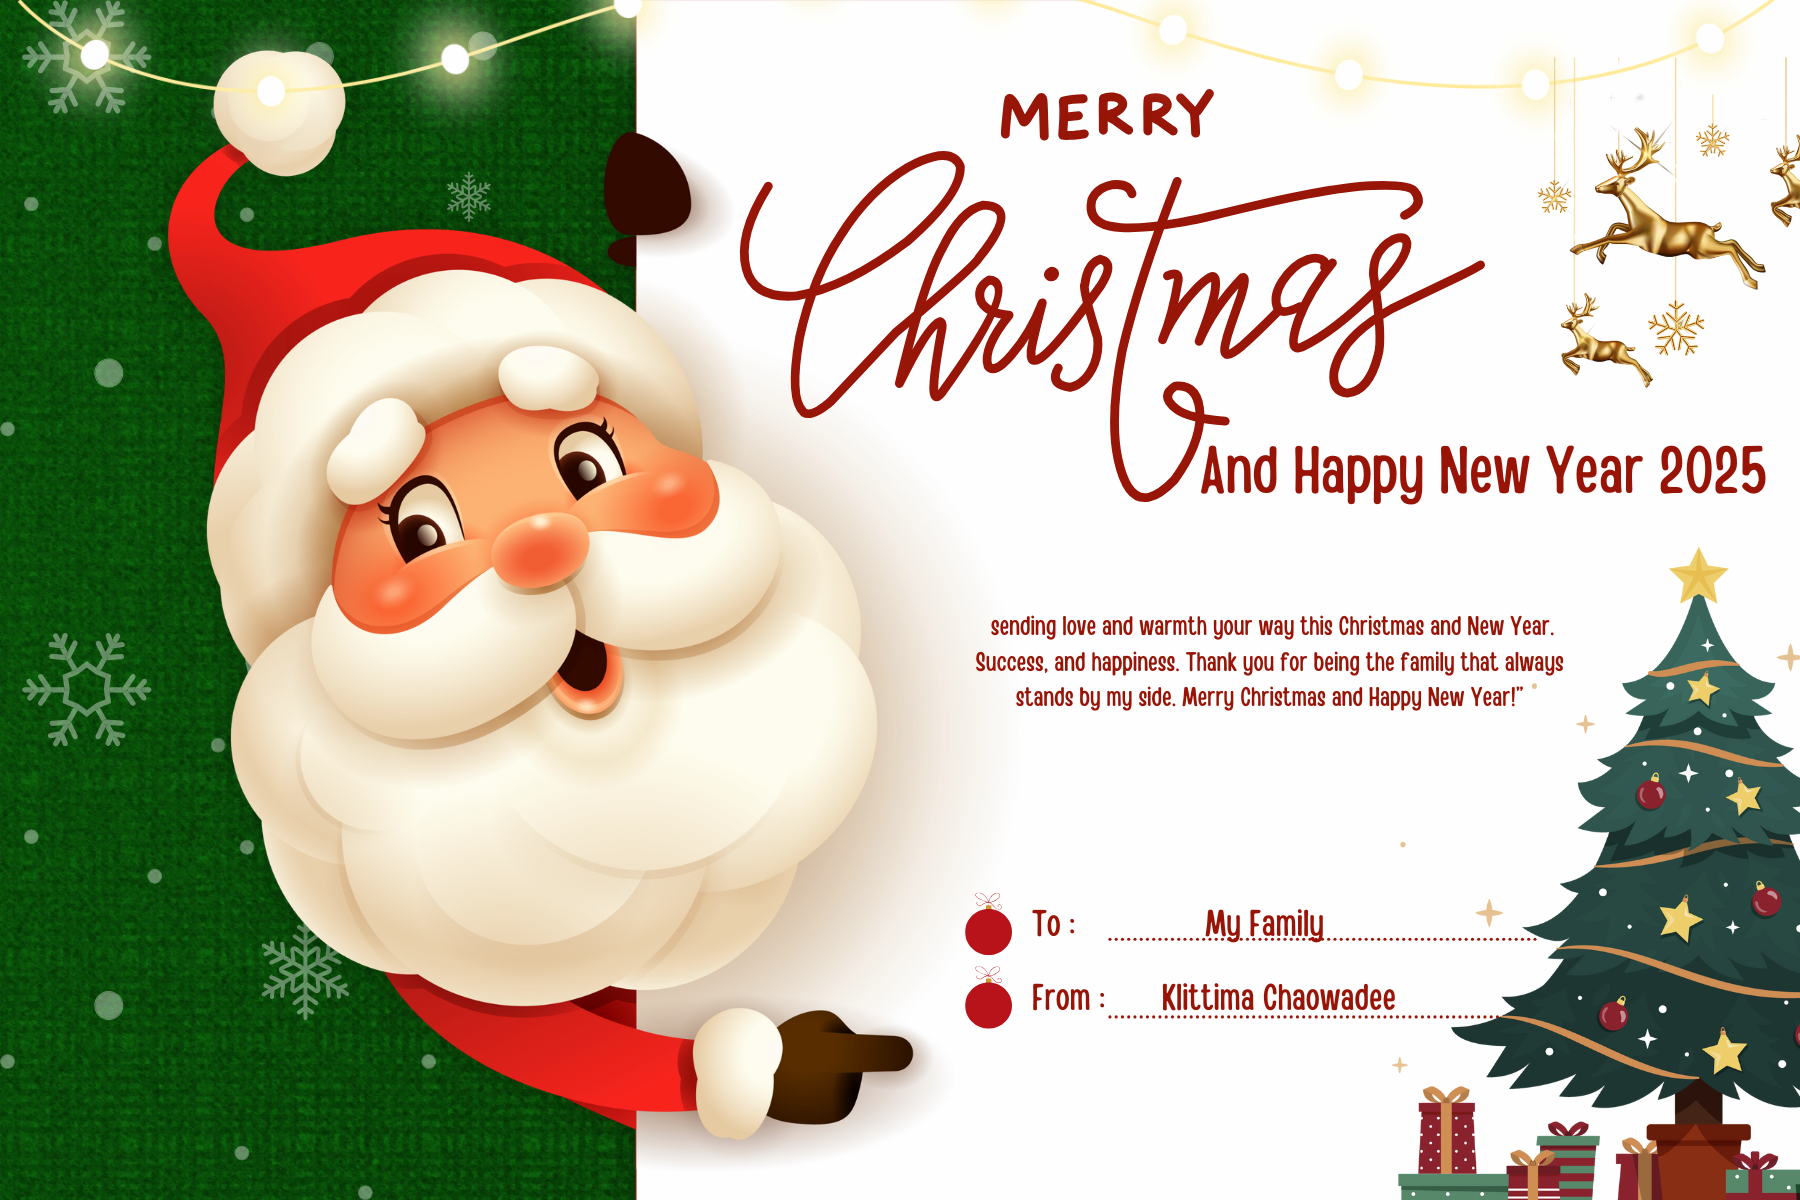 MERRY
Christmas
And Happy New Year 2025
sending love and warmth your way this Christmas and New Year.
Success, and happiness. Thank you for being the family that always
stands by my side. Merry Christmas and Happy New Year!"
To : My Family
From : Klittima Chaowadee